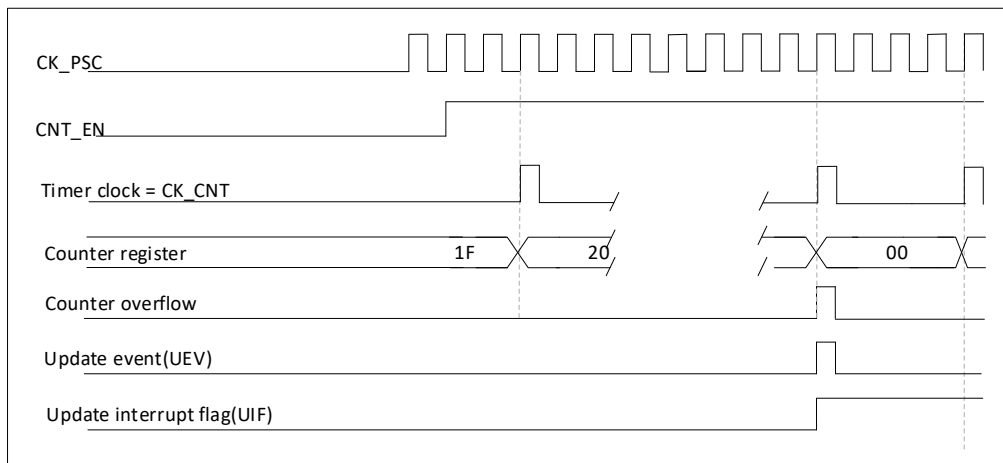 CK_PSC
CNT_EN
Timer clock = CK_CNT
Counter register 1F 20 00
Counter overflow
Update event(UEV)
Update interrupt flag(UIF)